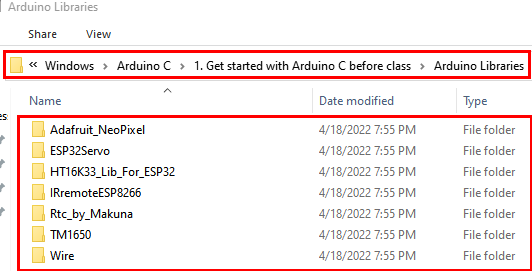 Arduino Libraries
Share View
« Windows > Arduino C > 1. Get started with Arduino C before class > Arduino Libraries
Name Date modified Type
Adafruit_NeoPixel 4/18/2022 7:55 PM File folder
ESP32Servo 4/18/2022 7:55 PM File folder
HT16K33_Lib_For_ESP32 4/18/2022 7:55 PM File folder
IRremoteESP8266 4/18/2022 7:55 PM File folder
Rtc_by_Makuna 4/18/2022 7:55 PM File folder
TM1650 4/18/2022 7:55 PM File folder
Wire 4/18/2022 7:55 PM File folder